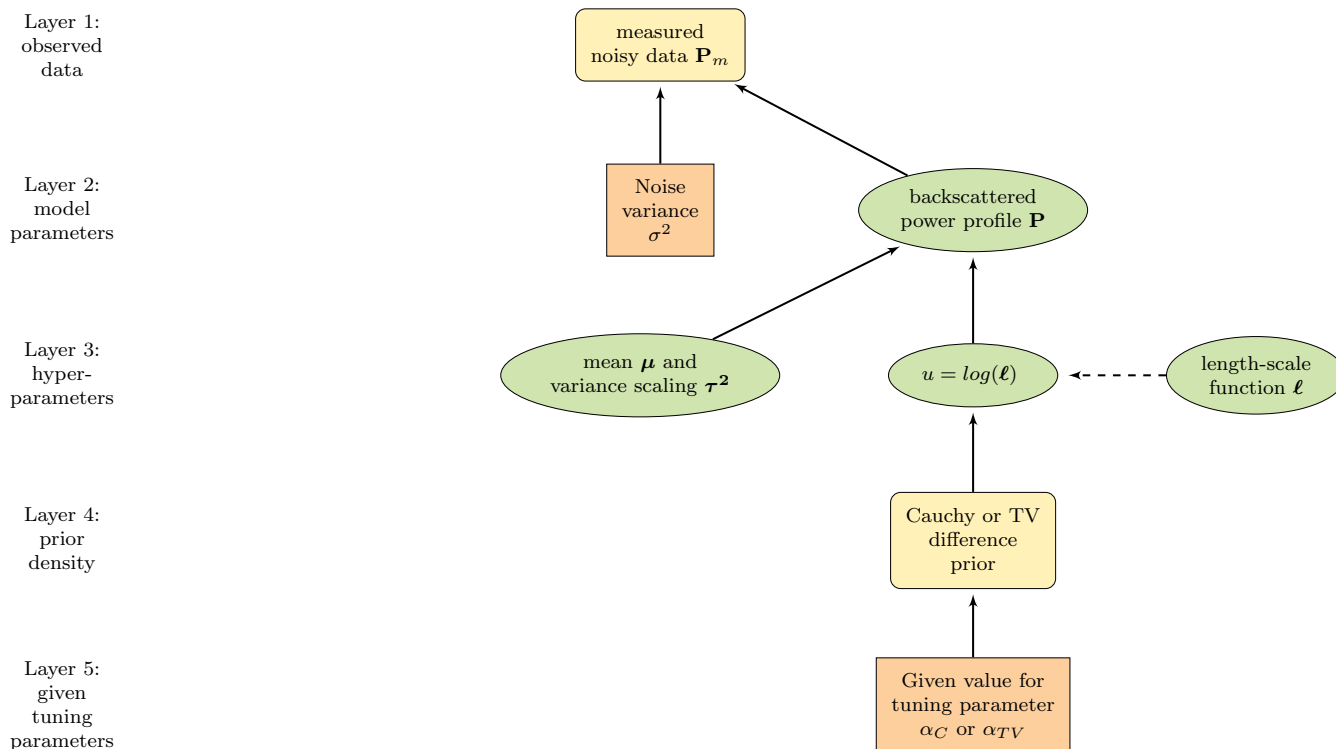 Layer 1:
observed
data
measured
noisy data P_m
Layer 2:
model
parameters
Noise
variance
σ²
backscattered
power profile P
Layer 3:
hyper-
parameters
mean μ and
variance scaling τ²
u = log(ℓ)
length-scale
function ℓ
Layer 4:
prior
density
Cauchy or TV
difference
prior
Layer 5:
given
tuning
parameters
Given value for
tuning parameter
α_C or α_{TV}